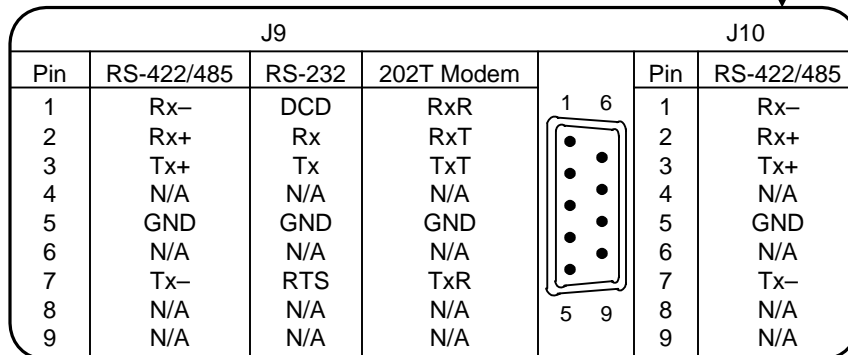 J9 J10
Pin RS-422/485 RS-232 202T Modem Pin RS-422/485
1 Rx– DCD RxR 1 6 1 Rx–
2 Rx+ Rx RxT 2 Rx+
3 Tx+ Tx TxT 3 Tx+
4 N/A N/A N/A 4 N/A
5 GND GND GND 5 GND
6 N/A N/A N/A 6 N/A
7 Tx– RTS TxR 7 Tx–
8 N/A N/A N/A 5 9 8 N/A
9 N/A N/A N/A 9 N/A